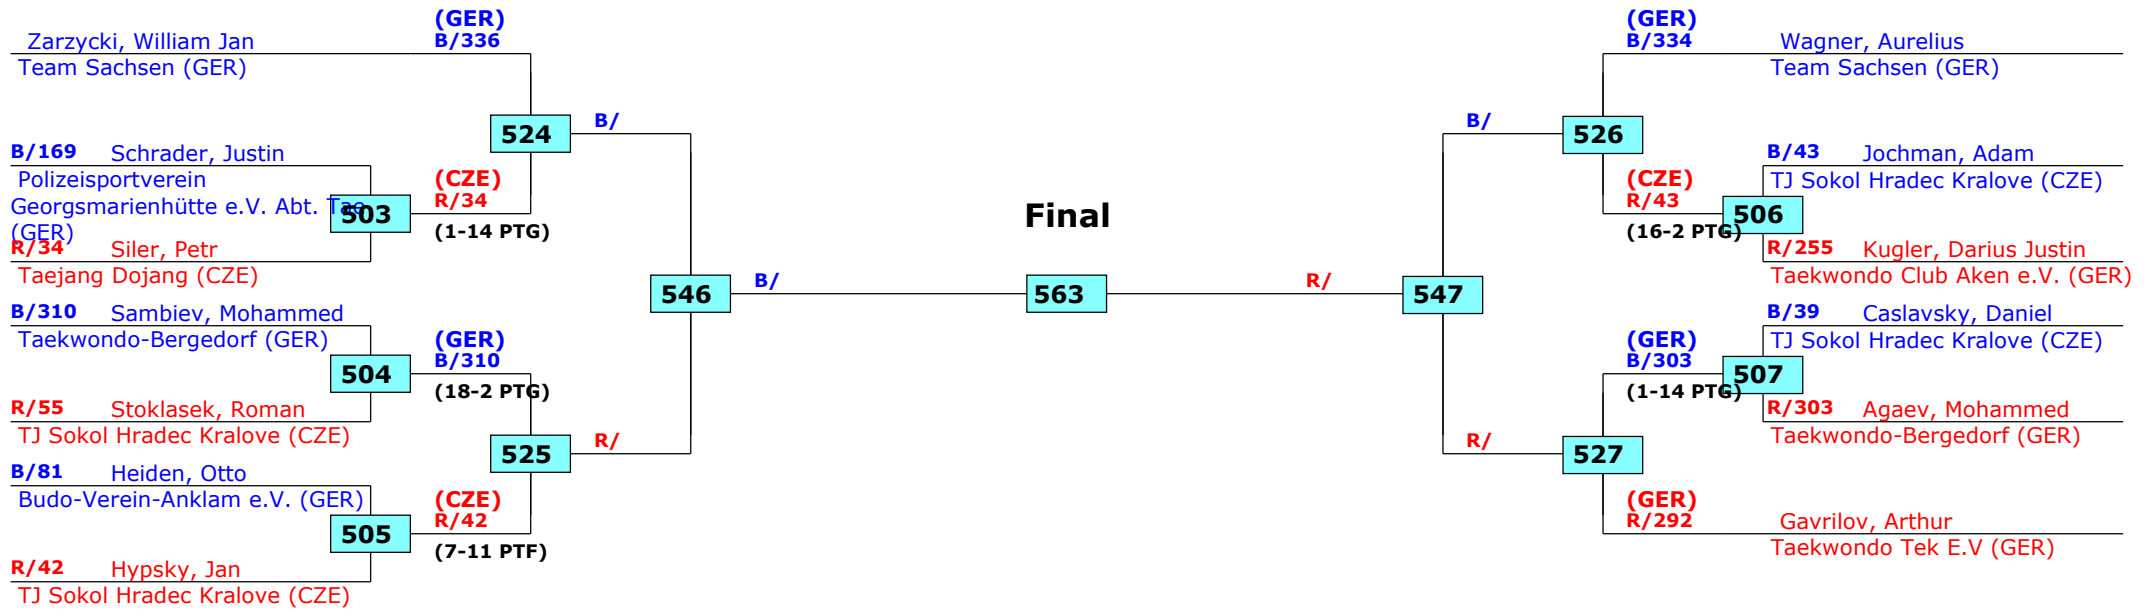 (GER)
Zarzycki, William Jan
B/336
Team Sachsen (GER)
524
B/
B/169
Schrader, Justin
Polizeisportverein
Georgsmarienhütte e.V. Abt. Tae
(GER)
503
(CZE)
R/34
(1-14 PTG)
R/34
Siler, Petr
Taejang Dojang (CZE)
546
B/
B/310
Sambiev, Mohammed
Taekwondo-Bergedorf (GER)
504
(GER)
B/310
(18-2 PTG)
R/55
Stoklasek, Roman
TJ Sokol Hradec Kralove (CZE)
525
R/
B/81
Heiden, Otto
Budo-Verein-Anklam e.V. (GER)
505
(CZE)
R/42
(7-11 PTF)
R/42
Hypsky, Jan
TJ Sokol Hradec Kralove (CZE)
Final
563
(GER)
B/334
Wagner, Aurelius
Team Sachsen (GER)
B/
526
B/43
Jochman, Adam
TJ Sokol Hradec Kralove (CZE)
(CZE)
R/43
(16-2 PTG)
506
R/255
Kugler, Darius Justin
Taekwondo Club Aken e.V. (GER)
R/
547
B/39
Caslavsky, Daniel
TJ Sokol Hradec Kralove (CZE)
(GER)
B/303
(1-14 PTG)
507
R/303
Agaev, Mohammed
Taekwondo-Bergedorf (GER)
R/
527
(GER)
R/292
Gavrilov, Arthur
Taekwondo Tek E.V (GER)